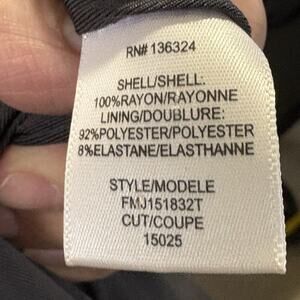 RN# 136324
SHELL/SHELL:
100%RAYON/RAYONNE
LINING/DOUBLURE:
92%POLYESTER/POLYESTER
8%ELASTANE/ELASTHANNE
STYLE/MODELE
FMJ151832T
CUT/COUPE
15025